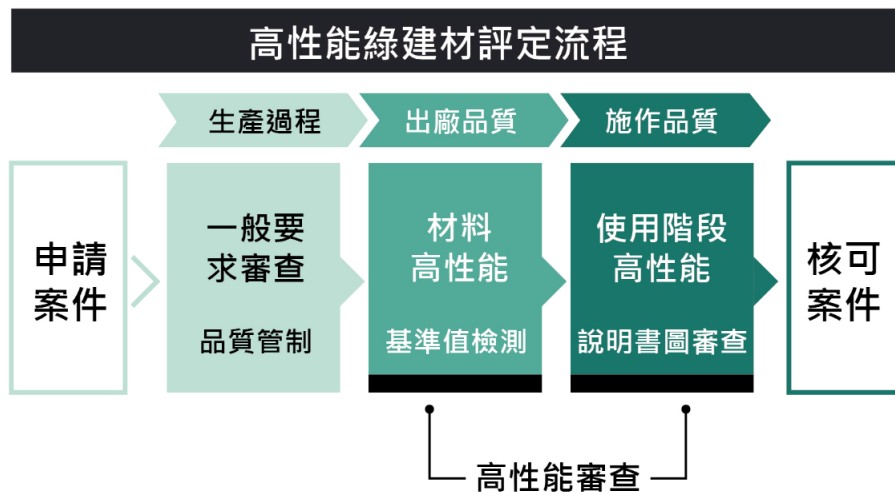 高性能綠建材評定流程
生產過程
出廠品質
施作品質
申請
案件
一般要
求審查
品質管制
材料
高性能
基準值檢測
使用階段
高性能
說明書圖審查
核可
案件
高性能審查